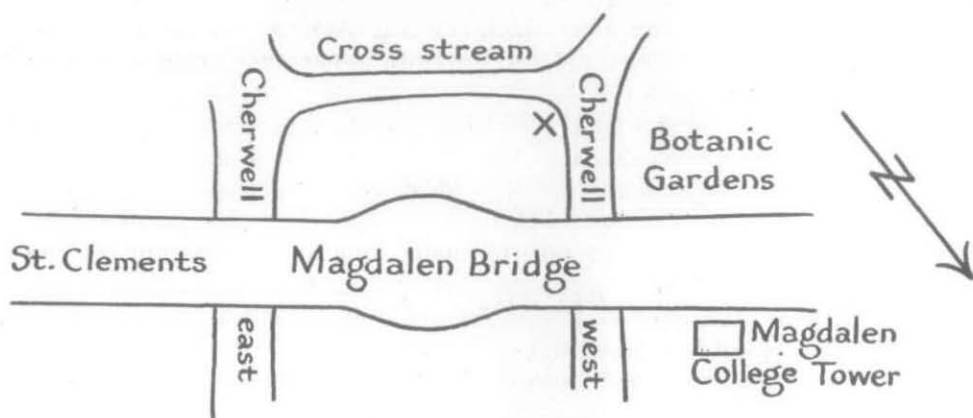 Cross stream
Cherwell
Cherwell
X
Botanic
Gardens
N
St. Clements
Magdalen Bridge
east
west
Magdalen
College Tower